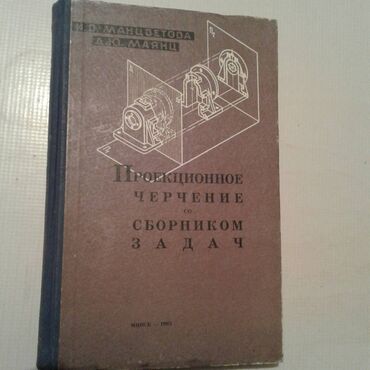 И.В. МАНЦВЕТОВА
Д.Ю. МАЯНЦ
ПРОЕКЦИОННОЕ
ЧЕРЧЕНИЕ
СО
СБОРНИКОМ
ЗАДАЧ
МИНСК